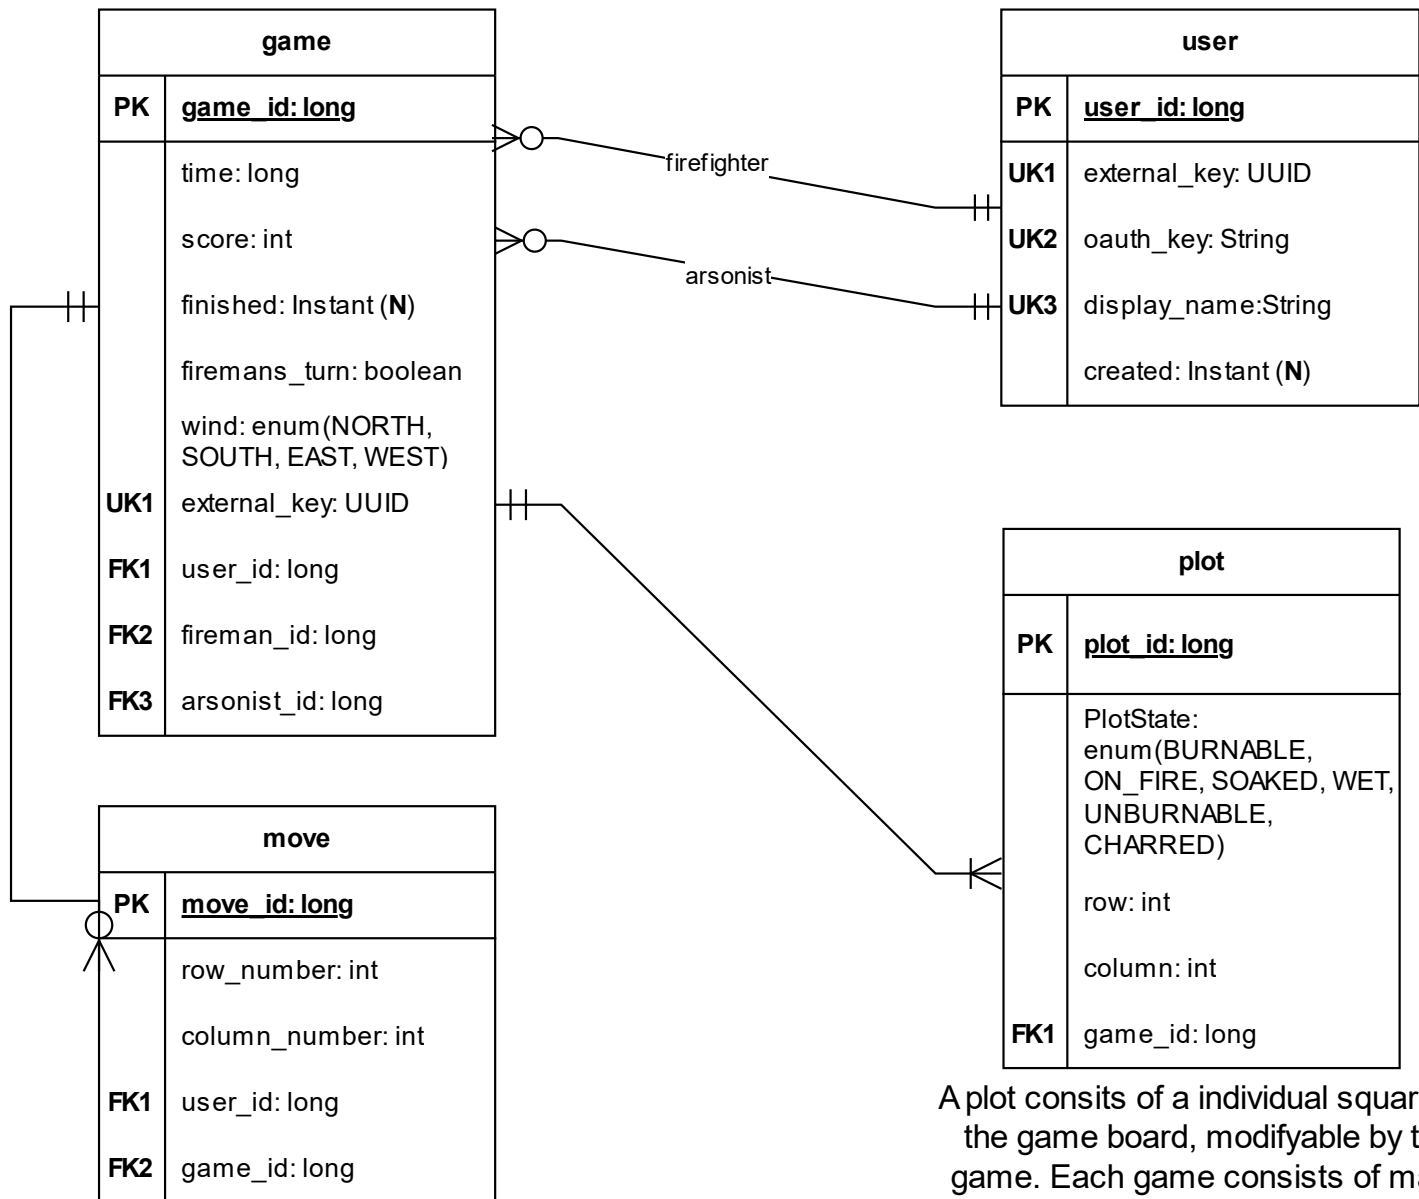 game
PK game_id: long
time: long
score: int
finished: Instant (N)
firemans_turn: boolean
wind: enum(NORTH,
SOUTH, EAST, WEST)
UK1 external_key: UUID
FK1 user_id: long
FK2 fireman_id: long
FK3 arsonist_id: long
firefighter
arsonist
user
PK user_id: long
UK1 external_key: UUID
UK2 oauth_key: String
UK3 display_name:String
created: Instant (N)
plot
PK plot_id: long
PlotState:
enum(BURNABLE,
ON_FIRE, SOAKED, WET,
UNBURNABLE,
CHARRED)
row: int
column: int
FK1 game_id: long
move
PK move_id: long
row_number: int
column_number: int
FK1 user_id: long
FK2 game_id: long
A plot consits of a individual squar
the game board, modifyable by t
game. Each game consists of m